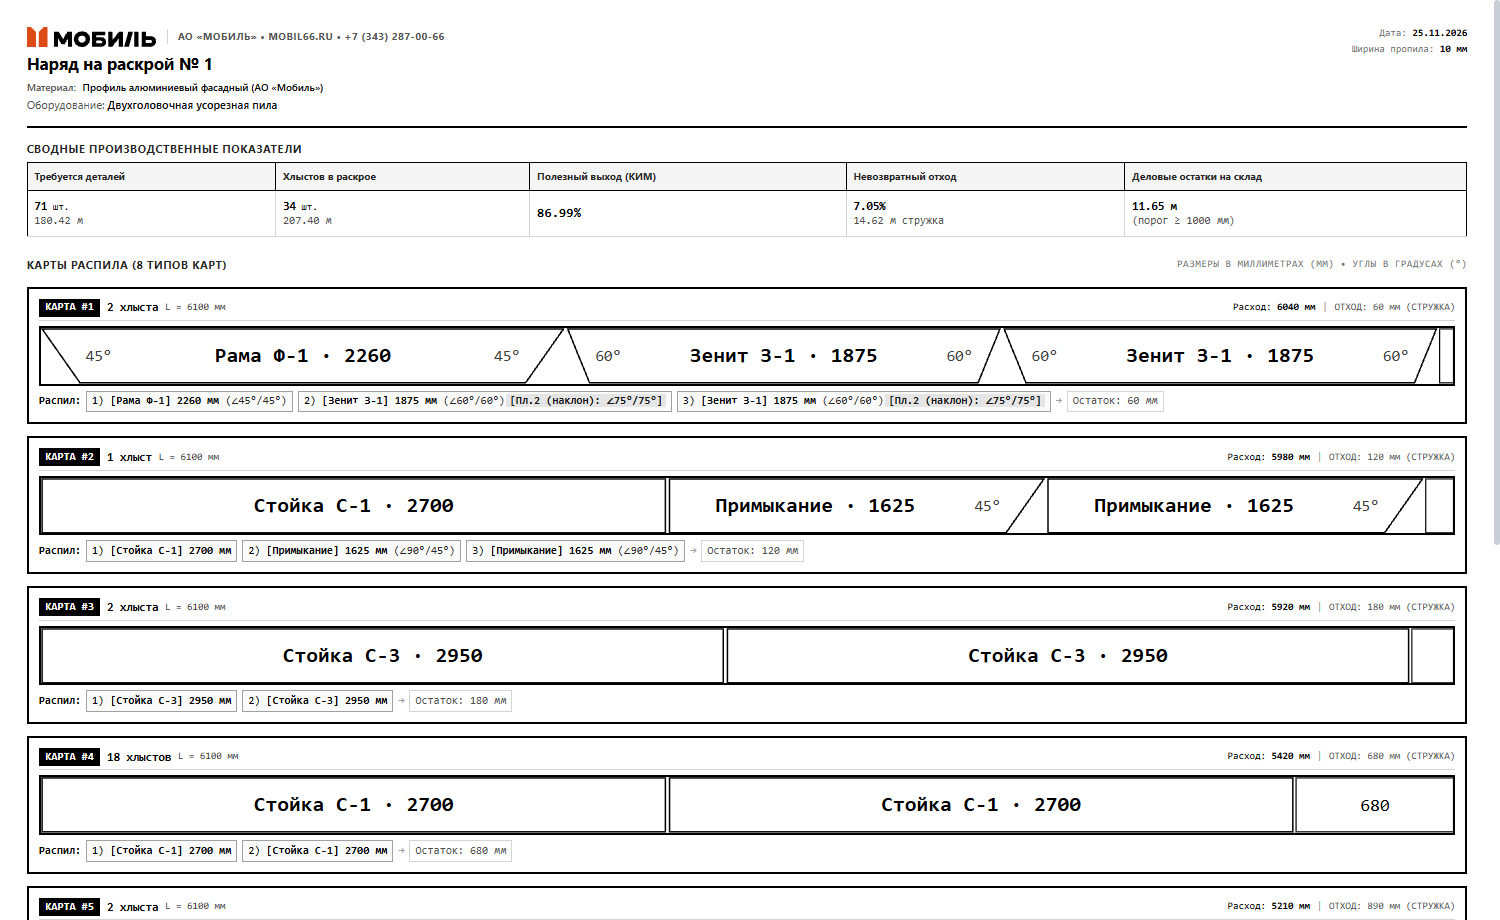 МОБИЛЬ АО «МОБИЛЬ» • MOBIL66.RU • +7 (343) 287-00-66
Дата: 25.11.2026
Ширина пропила: 10 мм
Наряд на раскрой № 1
Материал: Профиль алюминиевый фасадный (АО «Мобиль»)
Оборудование: Двухголовочная усорезная пила
СВОДНЫЕ ПРОИЗВОДСТВЕННЫЕ ПОКАЗАТЕЛИ
Требуется деталей Хлыстов в раскрое Полезный выход (КИМ) Невозвратный отход Деловые остатки на склад
71 шт. 34 шт. 86.99% 7.05% 11.65 м
180.42 м 207.40 м 14.62 м стружка (порог ≥ 1000 мм)
КАРТЫ РАСПИЛА (8 ТИПОВ КАРТ) РАЗМЕРЫ В МИЛЛИМЕТРАХ (ММ) • УГЛЫ В ГРАДУСАХ (°)
КАРТА #1 2 хлыста L = 6100 мм Расход: 6040 мм | ОТХОД: 60 мм (СТРУЖКА)
45° Рама Ф-1 · 2260 45° 60° Зенит З-1 · 1875 60° 60° Зенит З-1 · 1875 60°
Распил: 1) [Рама Ф-1] 2260 мм (∠45°/45°) 2) [Зенит З-1] 1875 мм (∠60°/60°) [Пл.2 (наклон): ∠75°/75°] 3) [Зенит З-1] 1875 мм (∠60°/60°) [Пл.2 (наклон): ∠75°/75°] → Остаток: 60 мм
КАРТА #2 1 хлыст L = 6100 мм Расход: 5980 мм | ОТХОД: 120 мм (СТРУЖКА)
Стойка С-1 · 2700 Примыкание · 1625 45° Примыкание · 1625 45°
Распил: 1) [Стойка С-1] 2700 мм 2) [Примыкание] 1625 мм (∠90°/45°) 3) [Примыкание] 1625 мм (∠90°/45°) → Остаток: 120 мм
КАРТА #3 2 хлыста L = 6100 мм Расход: 5920 мм | ОТХОД: 180 мм (СТРУЖКА)
Стойка С-3 · 2950 Стойка С-3 · 2950
Распил: 1) [Стойка С-3] 2950 мм 2) [Стойка С-3] 2950 мм → Остаток: 180 мм
КАРТА #4 18 хлыстов L = 6100 мм Расход: 5420 мм | ОТХОД: 680 мм (СТРУЖКА)
Стойка С-1 · 2700 Стойка С-1 · 2700 680
Распил: 1) [Стойка С-1] 2700 мм 2) [Стойка С-1] 2700 мм → Остаток: 680 мм
КАРТА #5 2 хлыста L = 6100 мм Расход: 5210 мм | ОТХОД: 890 мм (СТРУЖКА)